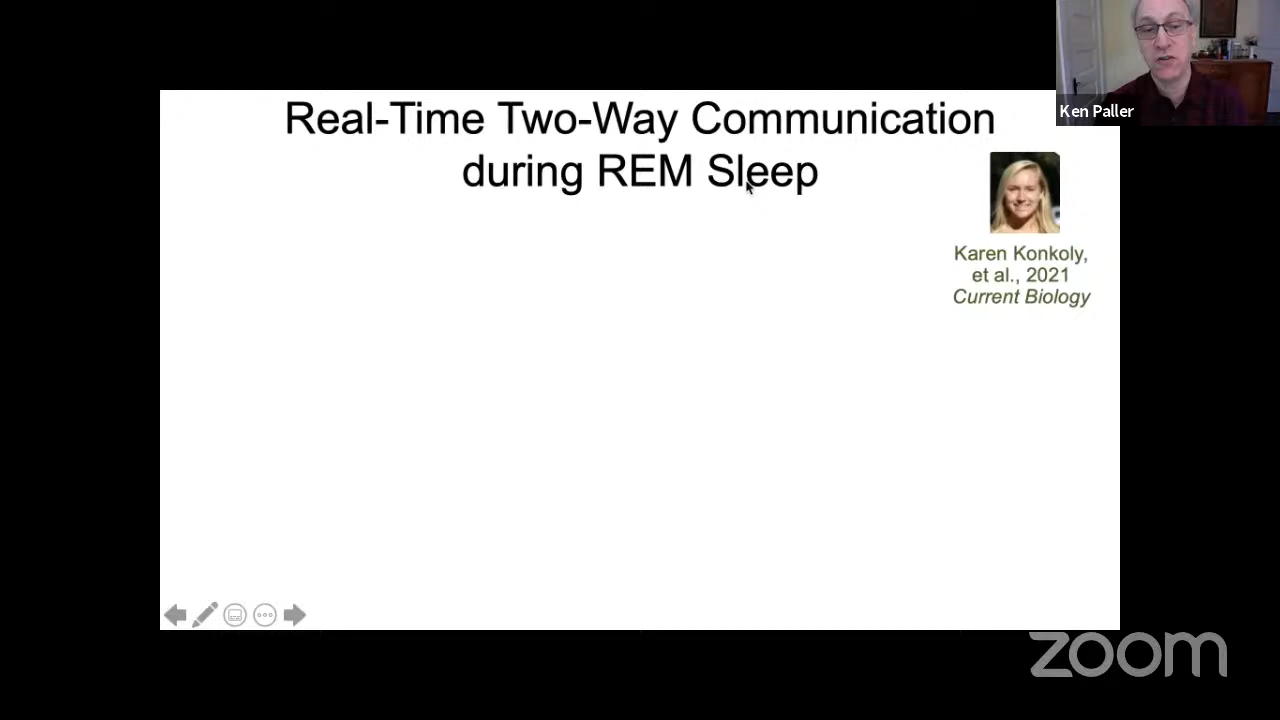 Real-Time Two-Way Communication
during REM Sleep
Ken Paller
Karen Konkoly,
et al., 2021
Current Biology
zoom